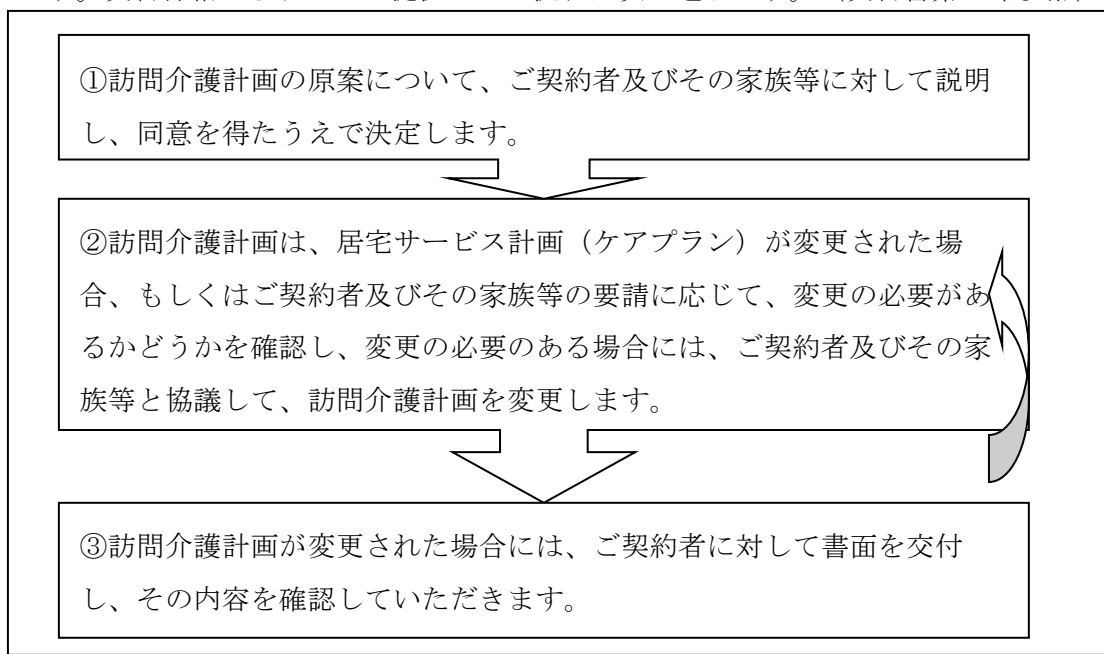 ①訪問介護計画の原案について、ご契約者及びその家族等に対して説明
し、同意を得たうえで決定します。
②訪問介護計画は、居宅サービス計画（ケアプラン）が変更された場
合、もしくはご契約者及びその家族等の要請に応じて、変更の必要があ
るかどうかを確認し、変更の必要のある場合には、ご契約者及びその家
族等と協議して、訪問介護計画を変更します。
③訪問介護計画が変更された場合には、ご契約者に対して書面を交付
し、その内容を確認していただきます。